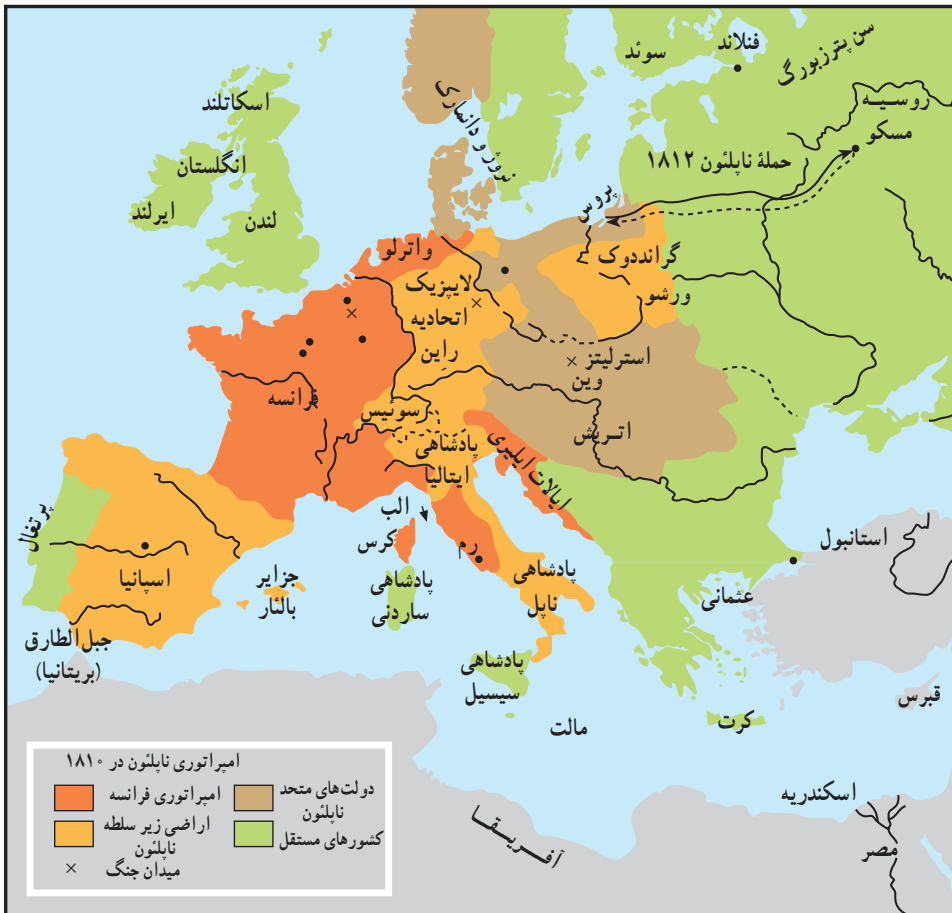 سن پترزبورگ
فنلاند
سوئد
روسیه
مسکو
حملهٔ ناپلئون ۱۸۱۲
اسکاتلند
انگلستان
ایرلند
لندن
نروژ و دانمارک
پروس
گرانددوک
ورشو
واترلو
لایپزیک
اتحادیه
راین
استرلیتز
وین
اتریش
فرانسه
سوئیس
پادشاهی
ایتالیا
ایالات ایلیری
الب
کرس
رم
پرتغال
اسپانیا
جزایر
بالئار
پادشاهی
ساردنی
پادشاهی
ناپل
استانبول
عثمانی
جبل‌الطارق
(بریتانیا)
پادشاهی
سیسیل
مالت
کرت
قبرس
اسکندریه
مصر
آفریقا
امپراتوری ناپلئون در ۱۸۱۰
امپراتوری فرانسه
دولت‌های متحد
ناپلئون
اراضی زیر سلطه
ناپلئون
کشورهای مستقل
میدان جنگ